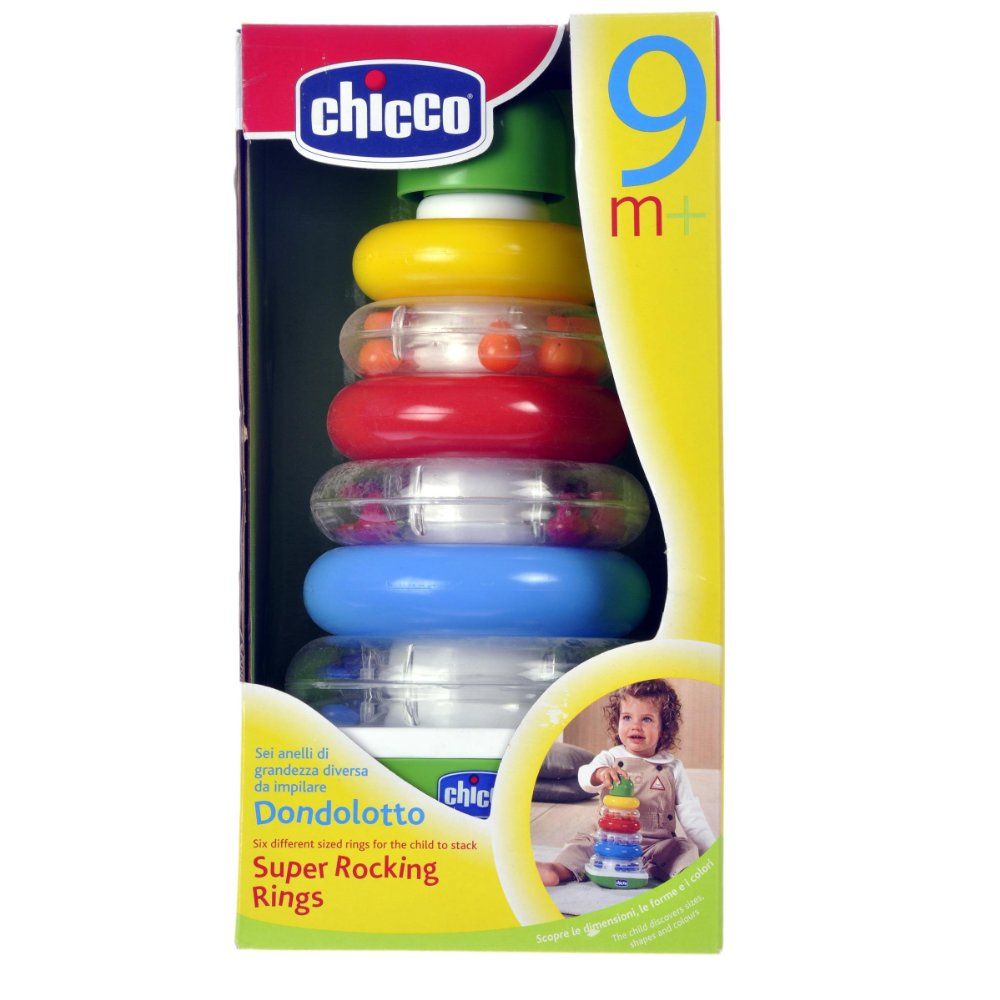 chicco
9
m+
Sei anelli di
grandezza diversa
da impilare
Dondolotto
Six different sized rings for the child to stack
Super Rocking
Rings
chicc
chicco
Scopre le dimensioni, le forme e i colori
The child discovers sizes,
shapes and colours